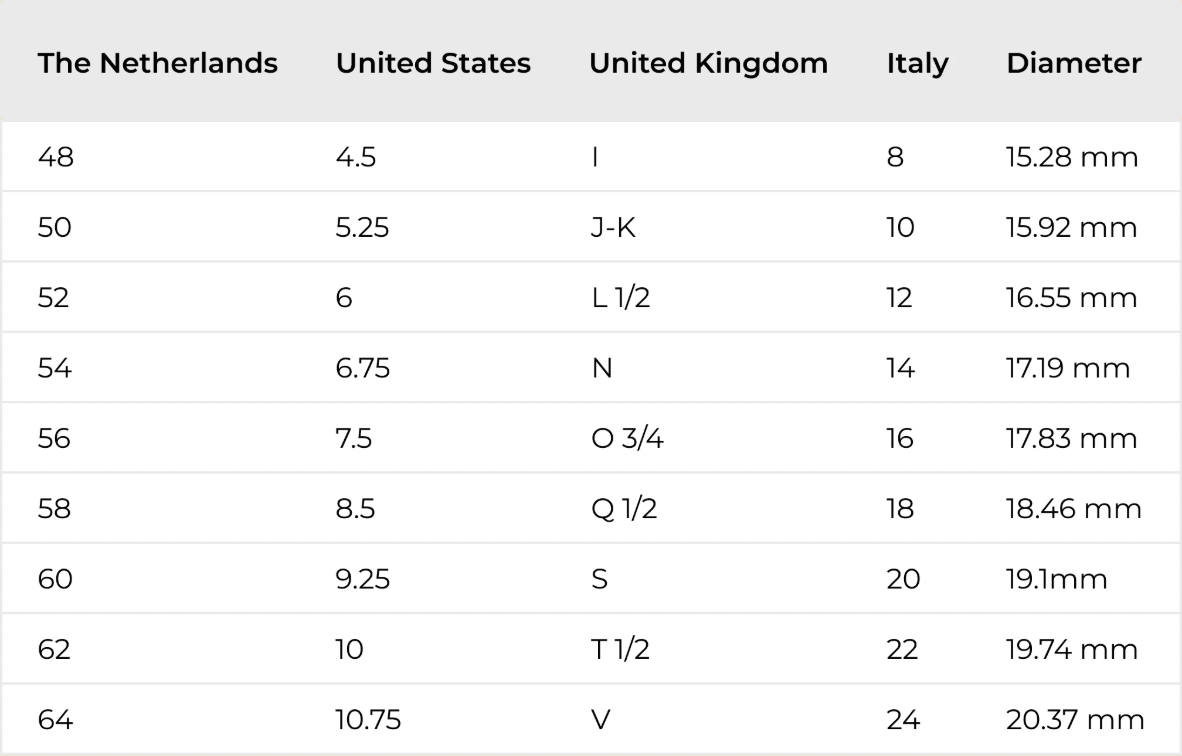 The Netherlands United States United Kingdom Italy Diameter
48 4.5 I 8 15.28 mm
50 5.25 J-K 10 15.92 mm
52 6 L 1/2 12 16.55 mm
54 6.75 N 14 17.19 mm
56 7.5 O 3/4 16 17.83 mm
58 8.5 Q 1/2 18 18.46 mm
60 9.25 S 20 19.1mm
62 10 T 1/2 22 19.74 mm
64 10.75 V 24 20.37 mm